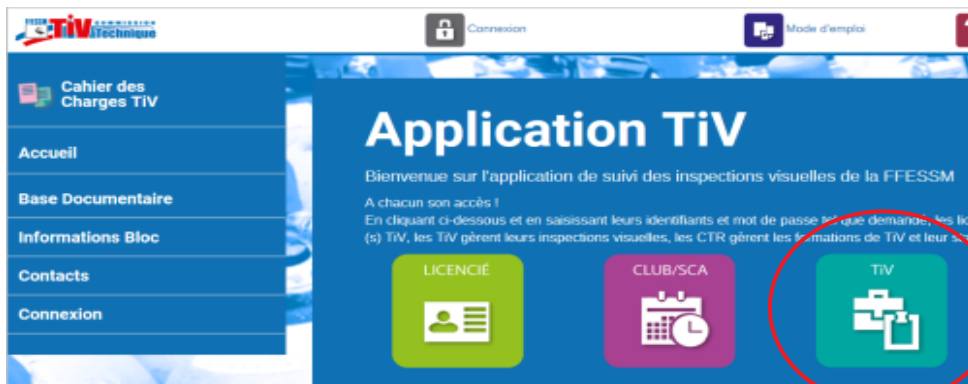 FFESSM TiV COMMISSION Technique
Connexion
Mode d'emploi
Cahier des
Charges TiV
Accueil
Base Documentaire
Informations Bloc
Contacts
Connexion
Application TiV
Bienvenue sur l'application de suivi des inspections visuelles de la FFESSM
A chacun son accès !
En cliquant ci-dessous et en saisissant leurs identifiants et mot de passe tel que demandé, les
(s) TiV, les TiV gèrent leurs inspections visuelles, les CTR gèrent les formations de TiV et leur
LICENCIÉ
CLUB/SCA
TiV